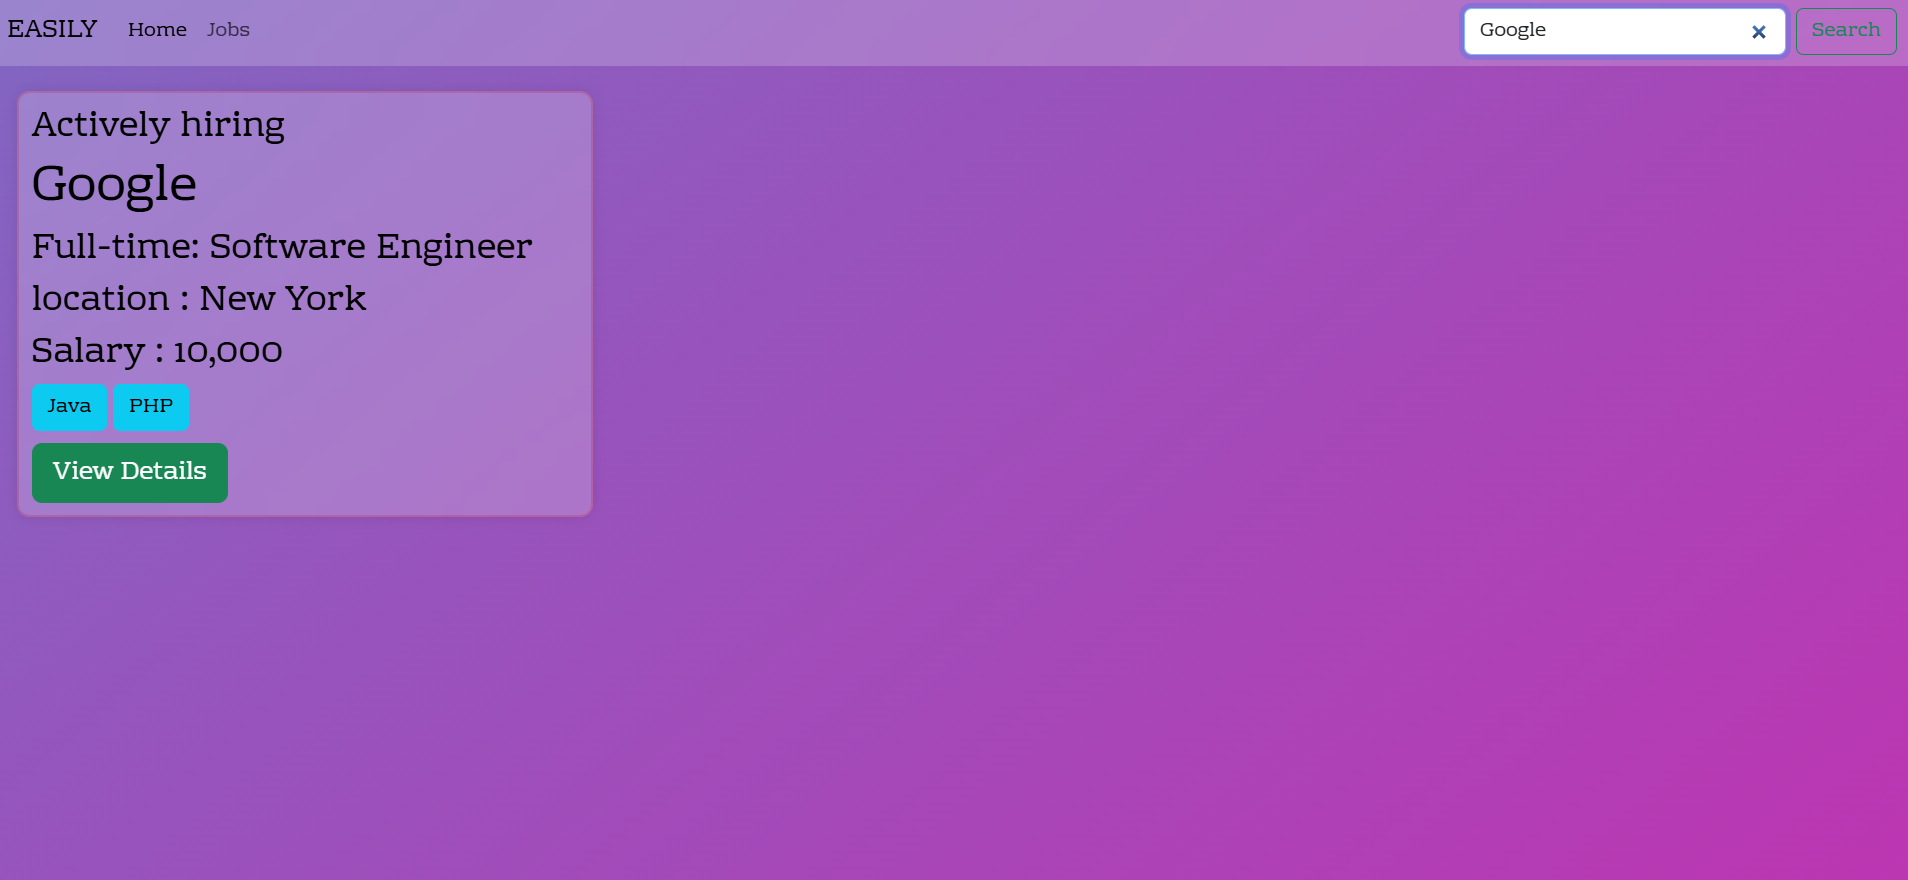 EASILY Home Jobs Google Search
Actively hiring
Google
Full-time: Software Engineer
location : New York
Salary : 10,000
Java PHP
View Details